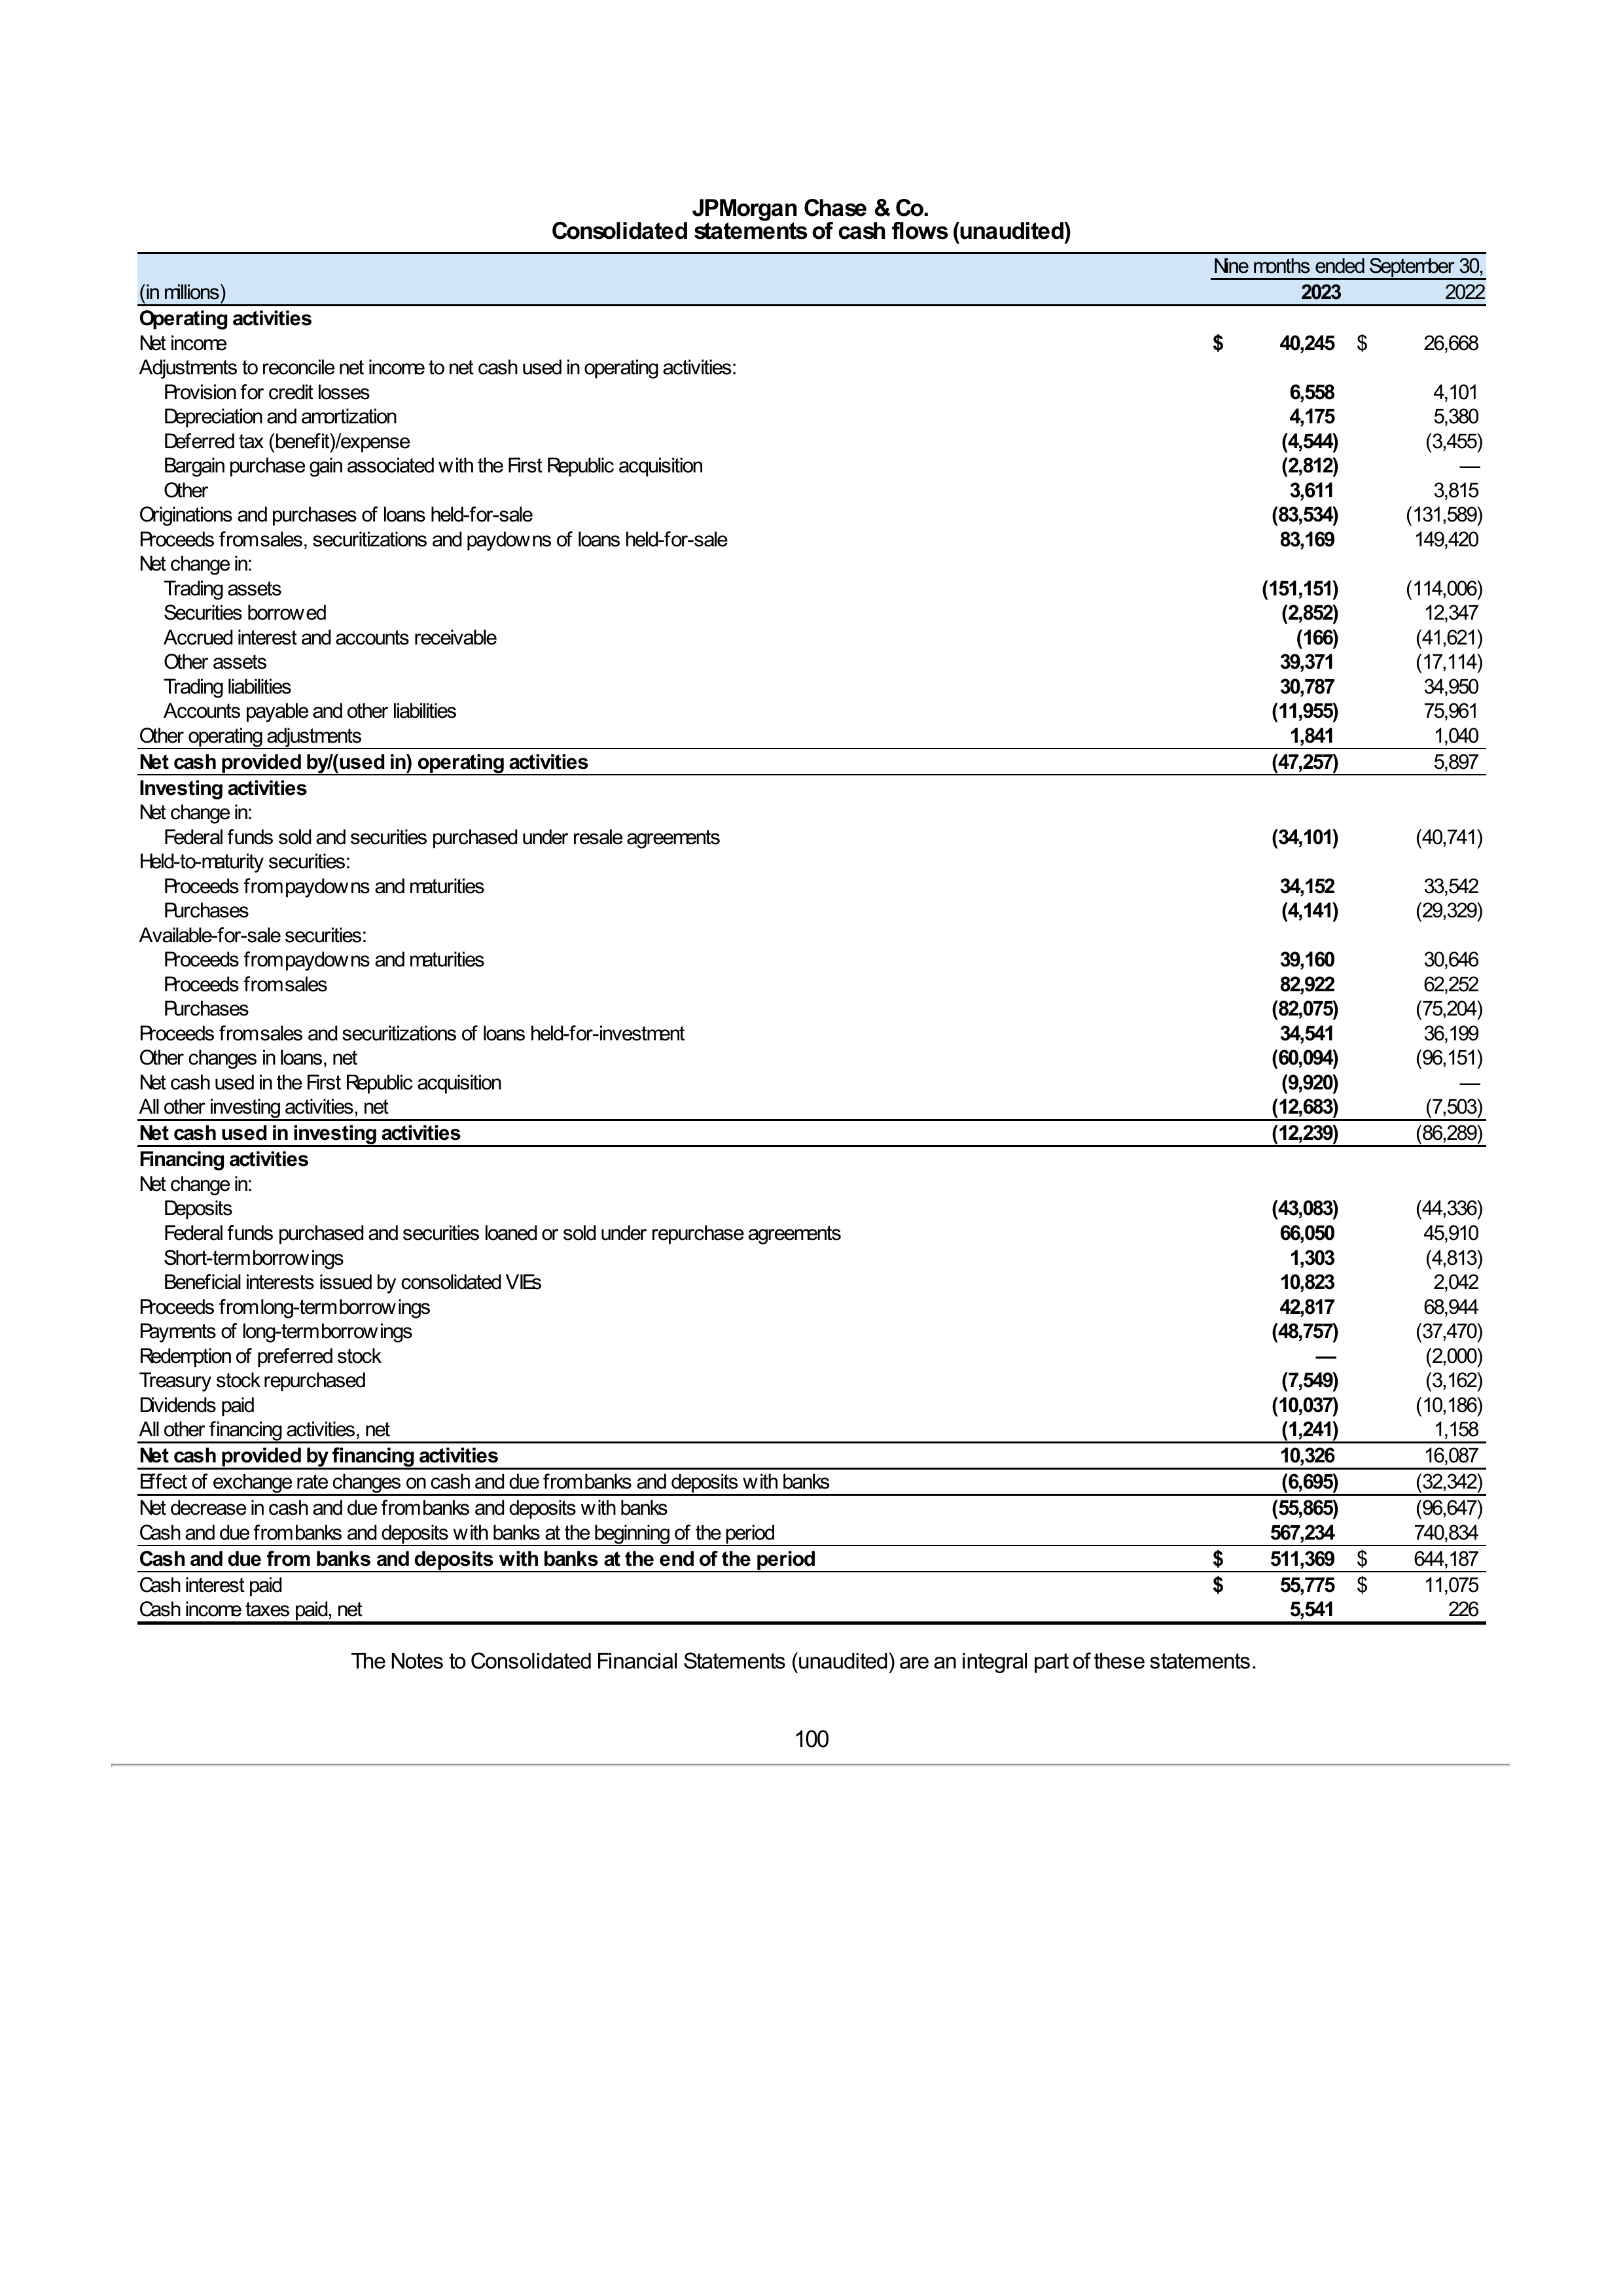 JPMorgan Chase & Co.
Consolidated statements of cash flows (unaudited)
Nine months ended September 30,
(in millions) 2023 2022
Operating activities
Net income $ 40,245 $ 26,668
Adjustments to reconcile net income to net cash used in operating activities:
Provision for credit losses 6,558 4,101
Depreciation and amortization 4,175 5,380
Deferred tax (benefit)/expense (4,544) (3,455)
Bargain purchase gain associated with the First Republic acquisition (2,812) —
Other 3,611 3,815
Originations and purchases of loans held-for-sale (83,534) (131,589)
Proceeds from sales, securitizations and paydowns of loans held-for-sale 83,169 149,420
Net change in:
Trading assets (151,151) (114,006)
Securities borrowed (2,852) 12,347
Accrued interest and accounts receivable (166) (41,621)
Other assets 39,371 (17,114)
Trading liabilities 30,787 34,950
Accounts payable and other liabilities (11,955) 75,961
Other operating adjustments 1,841 1,040
Net cash provided by/(used in) operating activities (47,257) 5,897
Investing activities
Net change in:
Federal funds sold and securities purchased under resale agreements (34,101) (40,741)
Held-to-maturity securities:
Proceeds from paydowns and maturities 34,152 33,542
Purchases (4,141) (29,329)
Available-for-sale securities:
Proceeds from paydowns and maturities 39,160 30,646
Proceeds from sales 82,922 62,252
Purchases (82,075) (75,204)
Proceeds from sales and securitizations of loans held-for-investment 34,541 36,199
Other changes in loans, net (60,094) (96,151)
Net cash used in the First Republic acquisition (9,920) —
All other investing activities, net (12,683) (7,503)
Net cash used in investing activities (12,239) (86,289)
Financing activities
Net change in:
Deposits (43,083) (44,336)
Federal funds purchased and securities loaned or sold under repurchase agreements 66,050 45,910
Short-term borrowings 1,303 (4,813)
Beneficial interests issued by consolidated VIEs 10,823 2,042
Proceeds from long-term borrowings 42,817 68,944
Payments of long-term borrowings (48,757) (37,470)
Redemption of preferred stock — (2,000)
Treasury stock repurchased (7,549) (3,162)
Dividends paid (10,037) (10,186)
All other financing activities, net (1,241) 1,158
Net cash provided by financing activities 10,326 16,087
Effect of exchange rate changes on cash and due from banks and deposits with banks (6,695) (32,342)
Net decrease in cash and due from banks and deposits with banks (55,865) (96,647)
Cash and due from banks and deposits with banks at the beginning of the period 567,234 740,834
Cash and due from banks and deposits with banks at the end of the period $ 511,369 $ 644,187
Cash interest paid $ 55,775 $ 11,075
Cash income taxes paid, net 5,541 226
The Notes to Consolidated Financial Statements (unaudited) are an integral part of these statements.
100